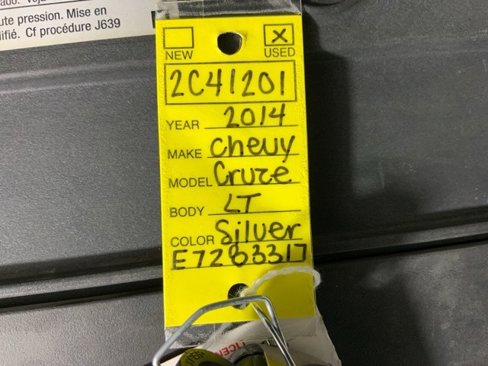 ute pression. Mise en
ifié. Cf procédure J639
NEW
X
USED
2C41201
YEAR 2014
MAKE Chevy
MODEL Cruze
BODY LT
COLOR Silver
E7283317